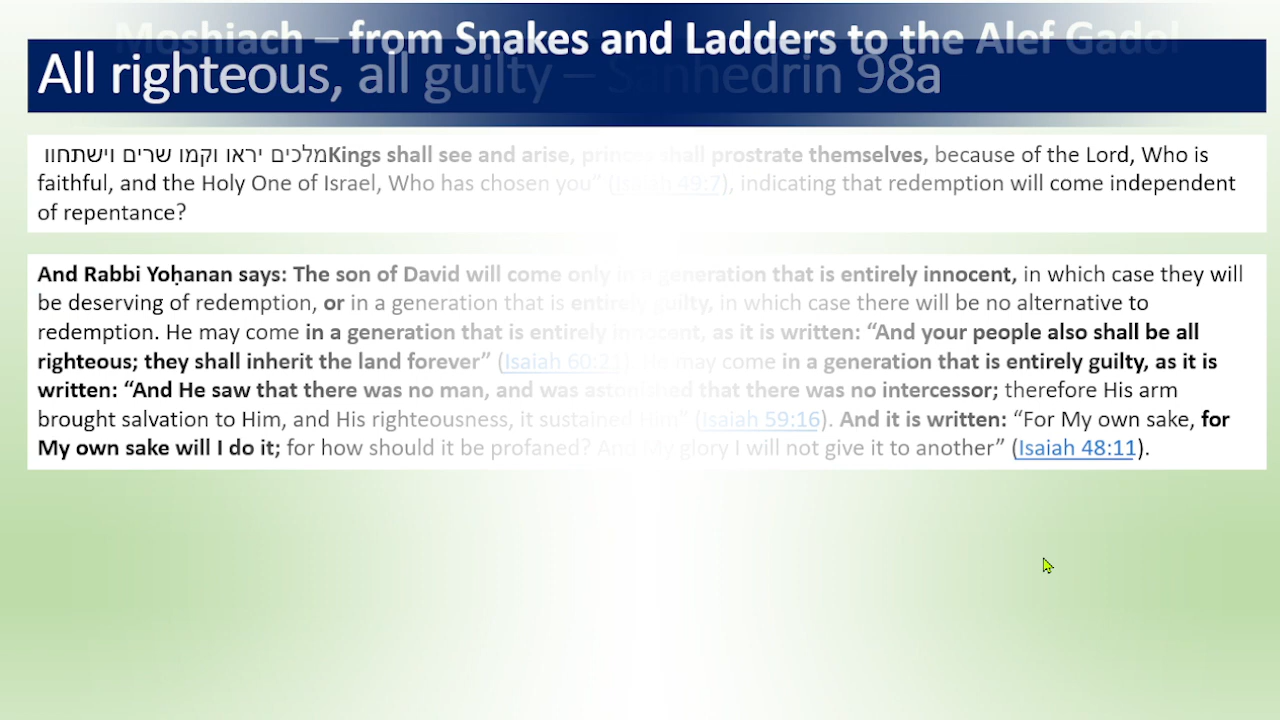 Moshiach – from Snakes and Ladders to the Alef Gadol
All righteous, all guilty – Sanhedrin 98a
מלכים יראו וקמו שרים וישתחווKings shall see and arise, princes shall prostrate themselves, because of the Lord, Who is
faithful, and the Holy One of Israel, Who has chosen you” (Isaiah 49:7), indicating that redemption will come independent
of repentance?
And Rabbi Yoḥanan says: The son of David will come only in a generation that is entirely innocent, in which case they will
be deserving of redemption, or in a generation that is entirely guilty, in which case there will be no alternative to
redemption. He may come in a generation that is entirely innocent, as it is written: “And your people also shall be all
righteous; they shall inherit the land forever” (Isaiah 60:21). He may come in a generation that is entirely guilty, as it is
written: “And He saw that there was no man, and was astonished that there was no intercessor; therefore His arm
brought salvation to Him, and His righteousness, it sustained Him” (Isaiah 59:16). And it is written: “For My own sake, for
My own sake will I do it; for how should it be profaned? And My glory I will not give it to another” (Isaiah 48:11).